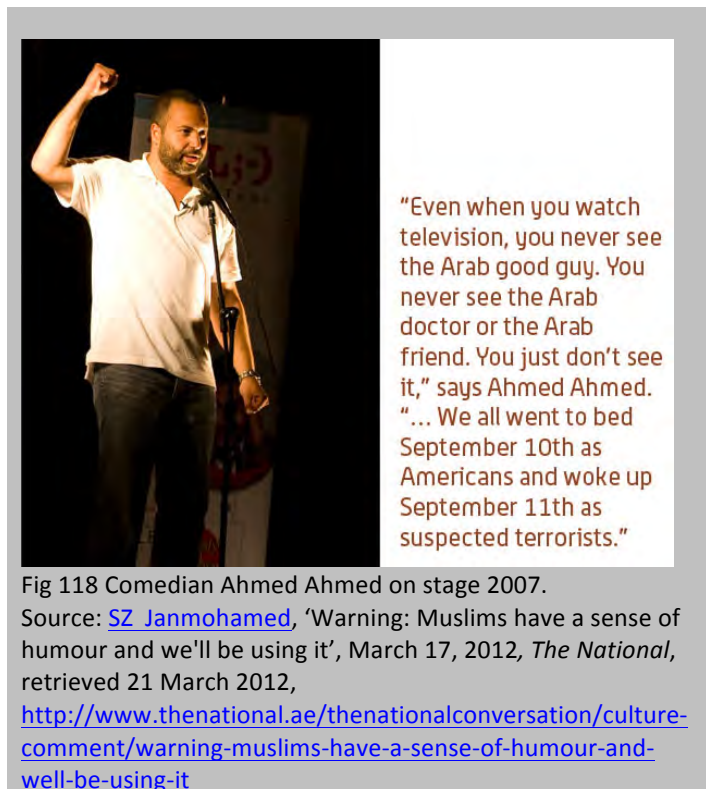 L;-)
“Even when you watch
television, you never see
the Arab good guy. You
never see the Arab
doctor or the Arab
friend. You just don’t see
it,” says Ahmed Ahmed.
“... We all went to bed
September 10th as
Americans and woke up
September 11th as
suspected terrorists.”
Fig 118 Comedian Ahmed Ahmed on stage 2007.
Source: SZ Janmohamed, ‘Warning: Muslims have a sense of
humour and we'll be using it’, March 17, 2012, The National,
retrieved 21 March 2012,
http://www.thenational.ae/thenationalconversation/culture-
comment/warning-muslims-have-a-sense-of-humour-and-
well-be-using-it